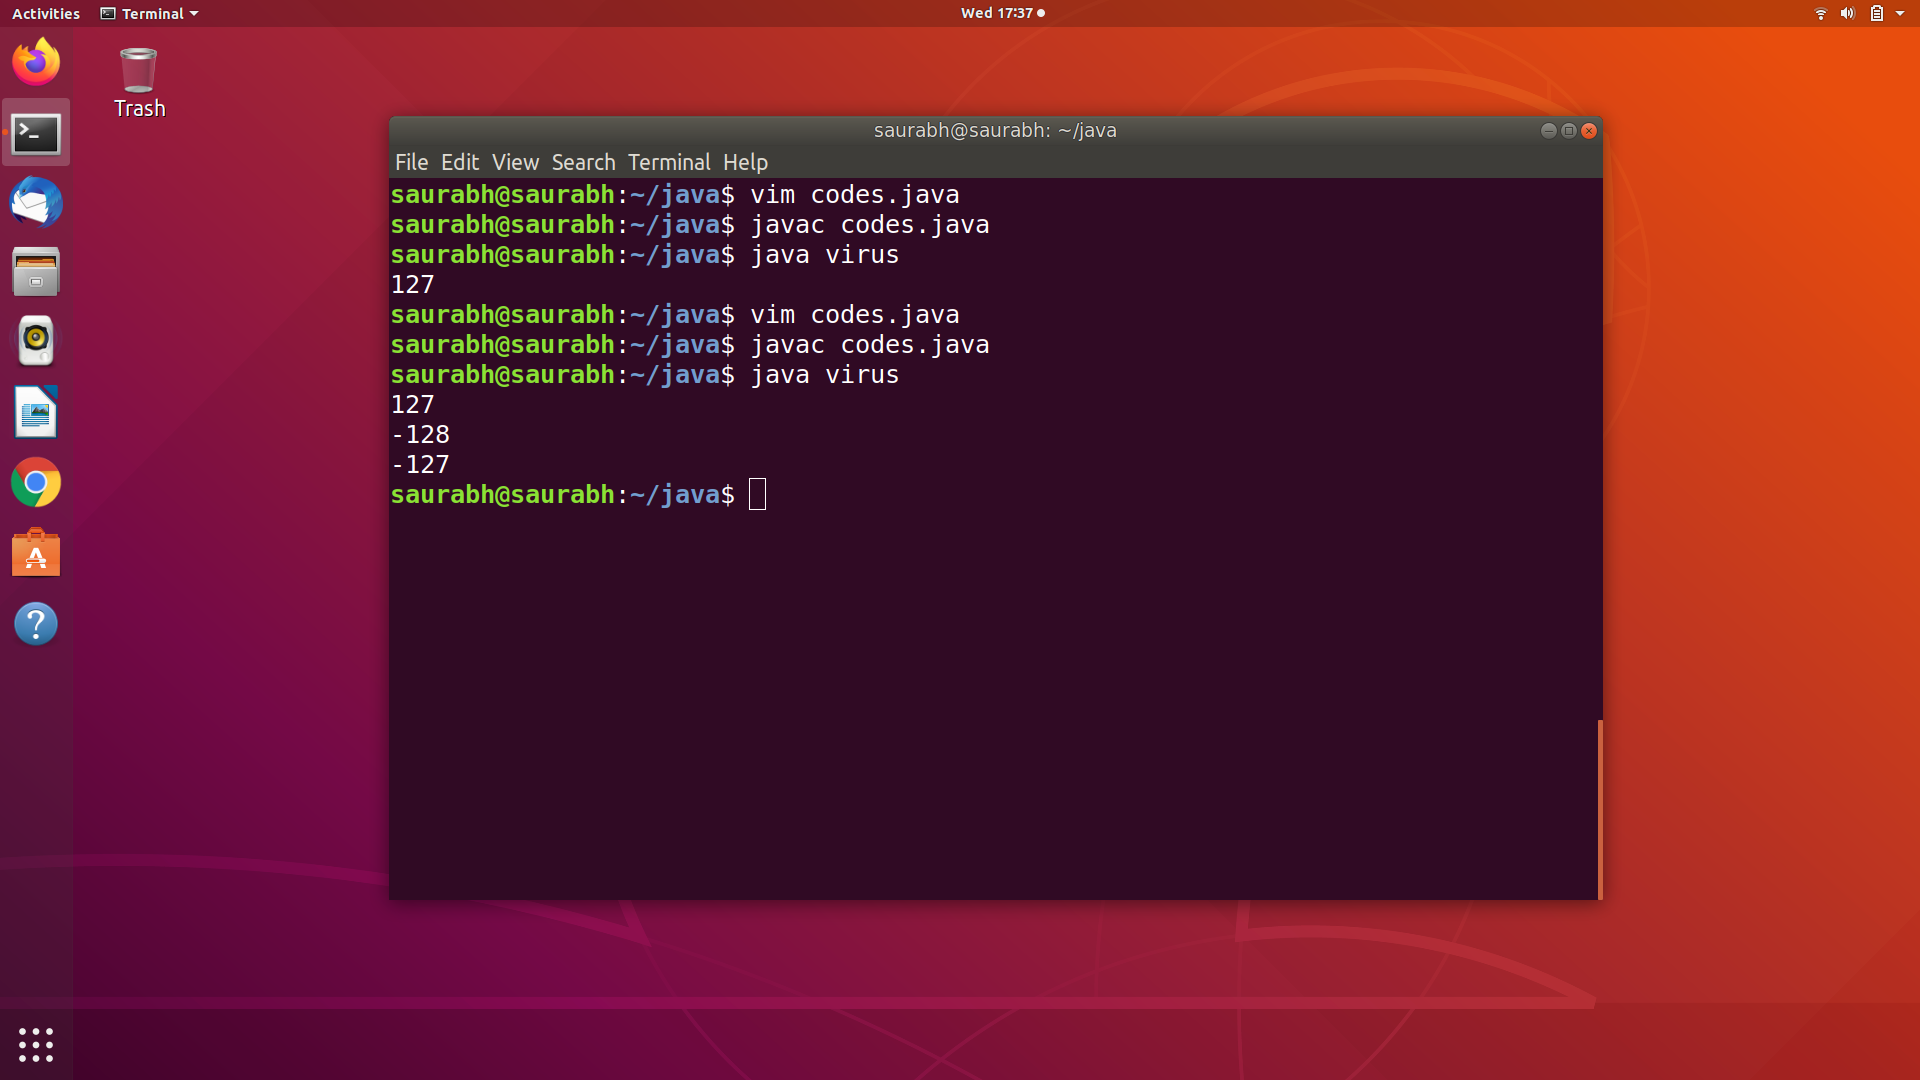 Activities Terminal Wed 17:37
Trash
saurabh@saurabh: ~/java
File Edit View Search Terminal Help
saurabh@saurabh:~/java$ vim codes.java
saurabh@saurabh:~/java$ javac codes.java
saurabh@saurabh:~/java$ java virus
127
saurabh@saurabh:~/java$ vim codes.java
saurabh@saurabh:~/java$ javac codes.java
saurabh@saurabh:~/java$ java virus
127
-128
-127
saurabh@saurabh:~/java$